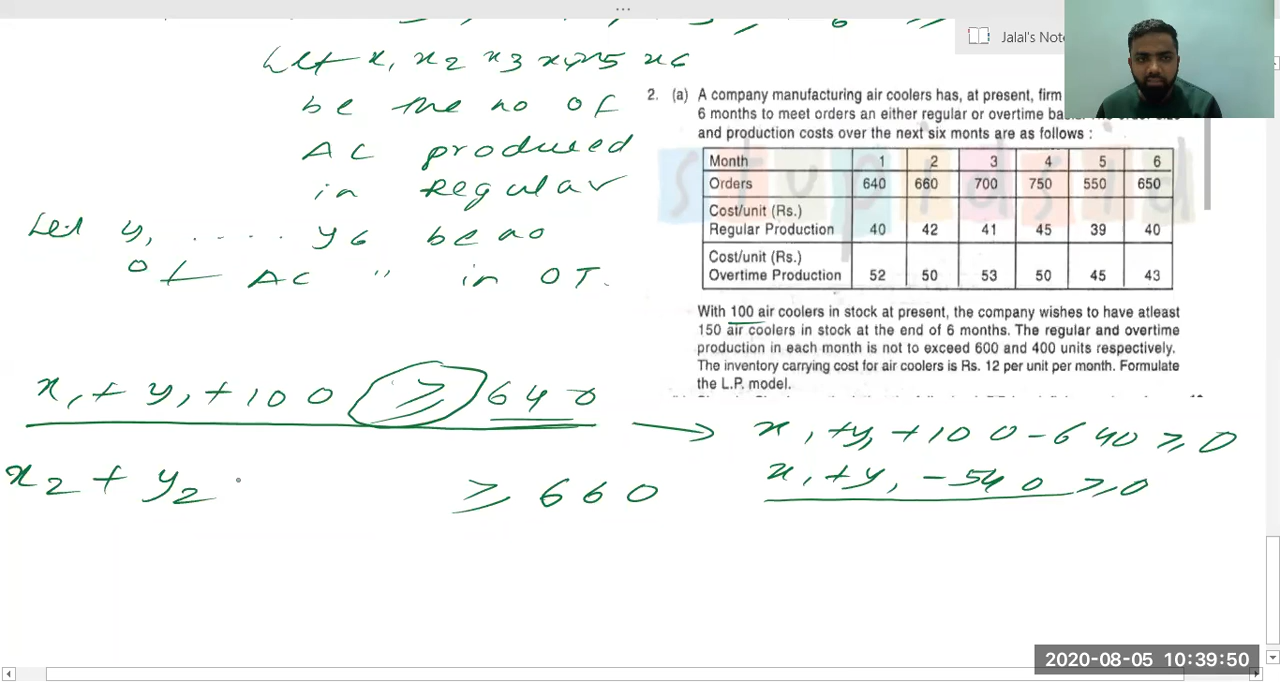 Jalal's Note
Let x1 x2 x3 x4 x5 x6
be the no of
AC produced
in Regular
Let y1 .... y6 be no
of AC " in OT.
2. (a) A company manufacturing air coolers has, at present, firm
6 months to meet orders an either regular or overtime
and production costs over the next six monts are as follows :
Month 1 2 3 4 5 6
Orders 640 660 700 750 550 650
Cost/unit (Rs.)
Regular Production 40 42 41 45 39 40
Cost/unit (Rs.)
Overtime Production 52 50 53 50 45 43
stupidsid
With 100 air coolers in stock at present, the company wishes to have atleast
150 air coolers in stock at the end of 6 months. The regular and overtime
production in each month is not to exceed 600 and 400 units respectively.
The inventory carrying cost for air coolers is Rs. 12 per unit per month. Formulate
the L.P. model.
x1 + y1 + 100 ≥ 640 → x1 + y1 + 100 - 640 ≥ 0
x1 + y1 - 540 ≥ 0
x2 + y2 ≥ 660
2020-08-05 10:39:50